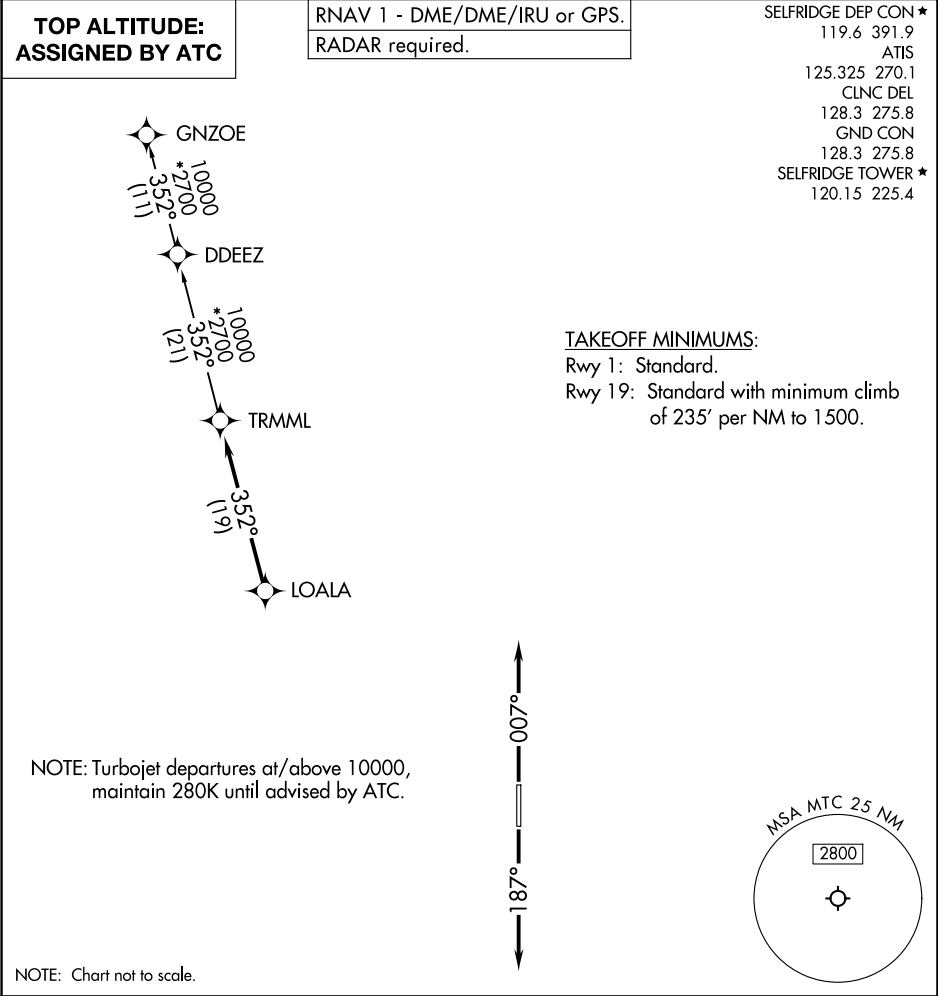 TOP ALTITUDE:
ASSIGNED BY ATC
RNAV 1 - DME/DME/IRU or GPS.
RADAR required.
SELFRIDGE DEP CON ★
119.6 391.9
ATIS
125.325 270.1
CLNC DEL
128.3 275.8
GND CON
128.3 275.8
SELFRIDGE TOWER ★
120.15 225.4
GNZOE
10000
*2700
352°
(11)
DDEEZ
10000
*2700
352°
(21)
TRMML
352°
(19)
LOALA
TAKEOFF MINIMUMS:
Rwy 1: Standard.
Rwy 19: Standard with minimum climb
of 235' per NM to 1500.
007°
187°
NOTE: Turbojet departures at/above 10000,
maintain 280K until advised by ATC.
MSA MTC 25 NM
2800
NOTE: Chart not to scale.